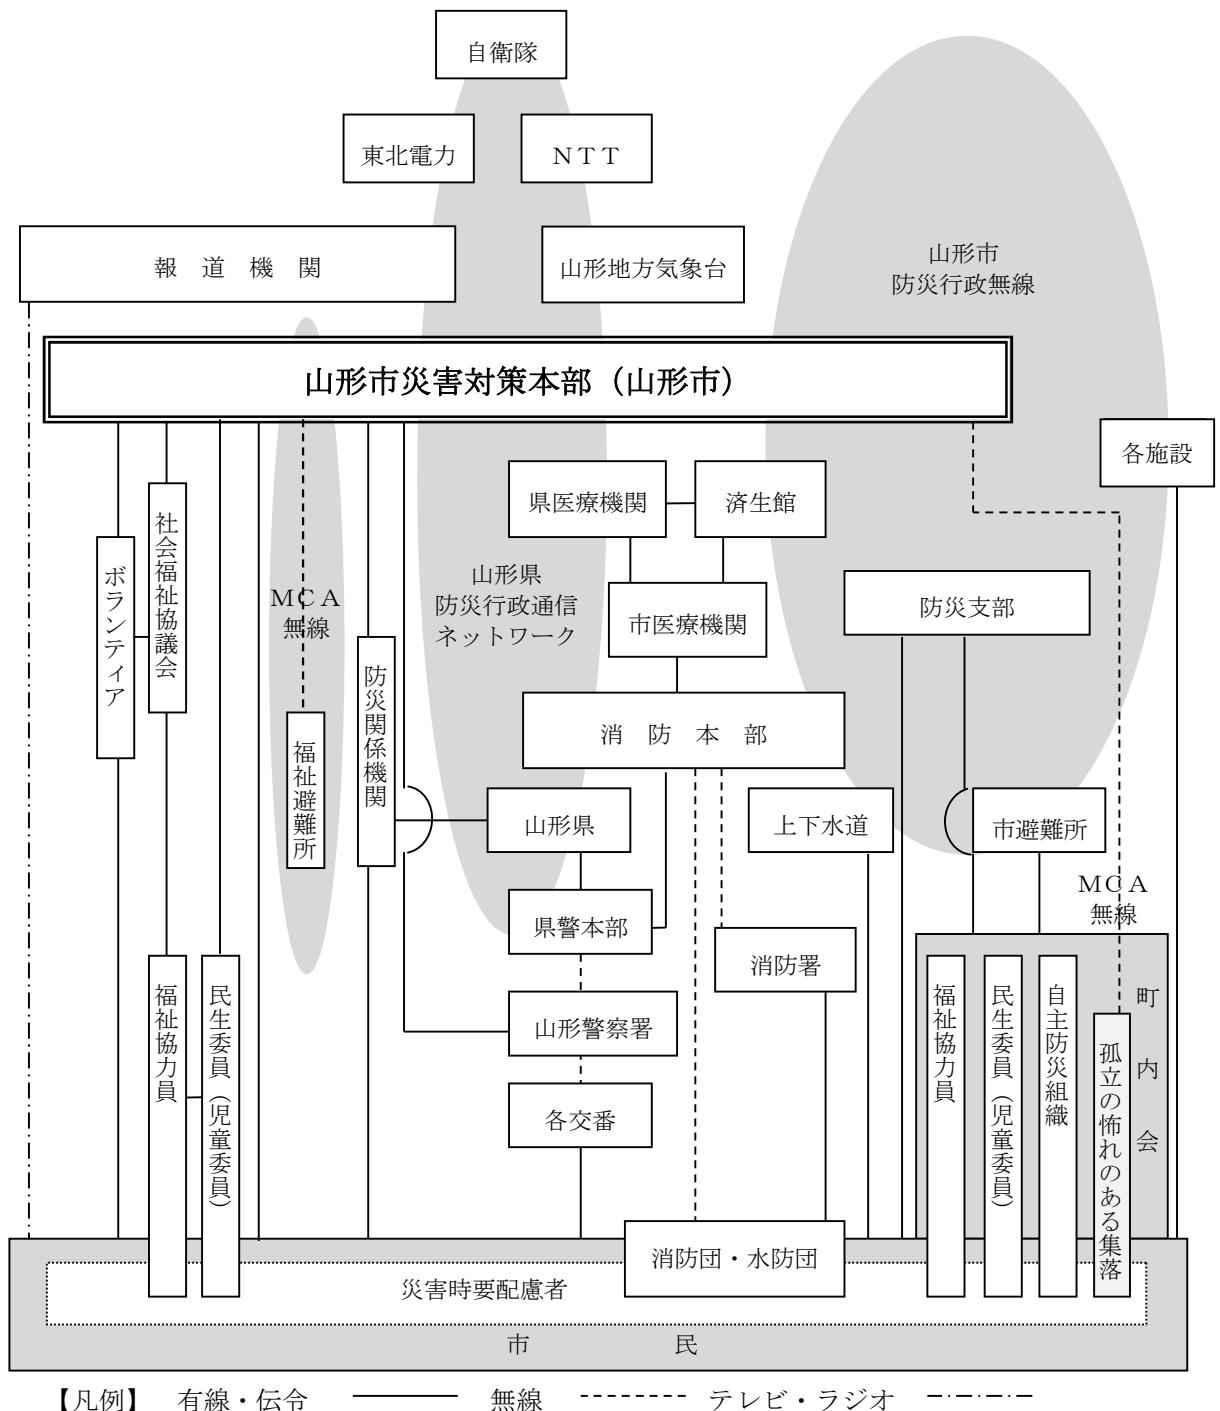 自衛隊
東北電力
ＮＴＴ
報　道　機　関
山形地方気象台
山形市
防災行政無線
山形市災害対策本部（山形市）
各施設
県医療機関
済生館
社会福祉協議会
ボランティア
ＭＣＡ
無線
山形県
防災行政通信
ネットワーク
市医療機関
防災支部
防災関係機関
消　防　本　部
福祉避難所
山形県
上下水道
市避難所
ＭＣＡ
無線
県警本部
消防署
福祉協力員
民生委員（児童委員）
山形警察署
各交番
福祉協力員
民生委員（児童委員）
自主防災組織
孤立の怖れのある集落
町内会
消防団・水防団
災害時要配慮者
市　民
【凡例】　有線・伝令　無線　テレビ・ラジオ